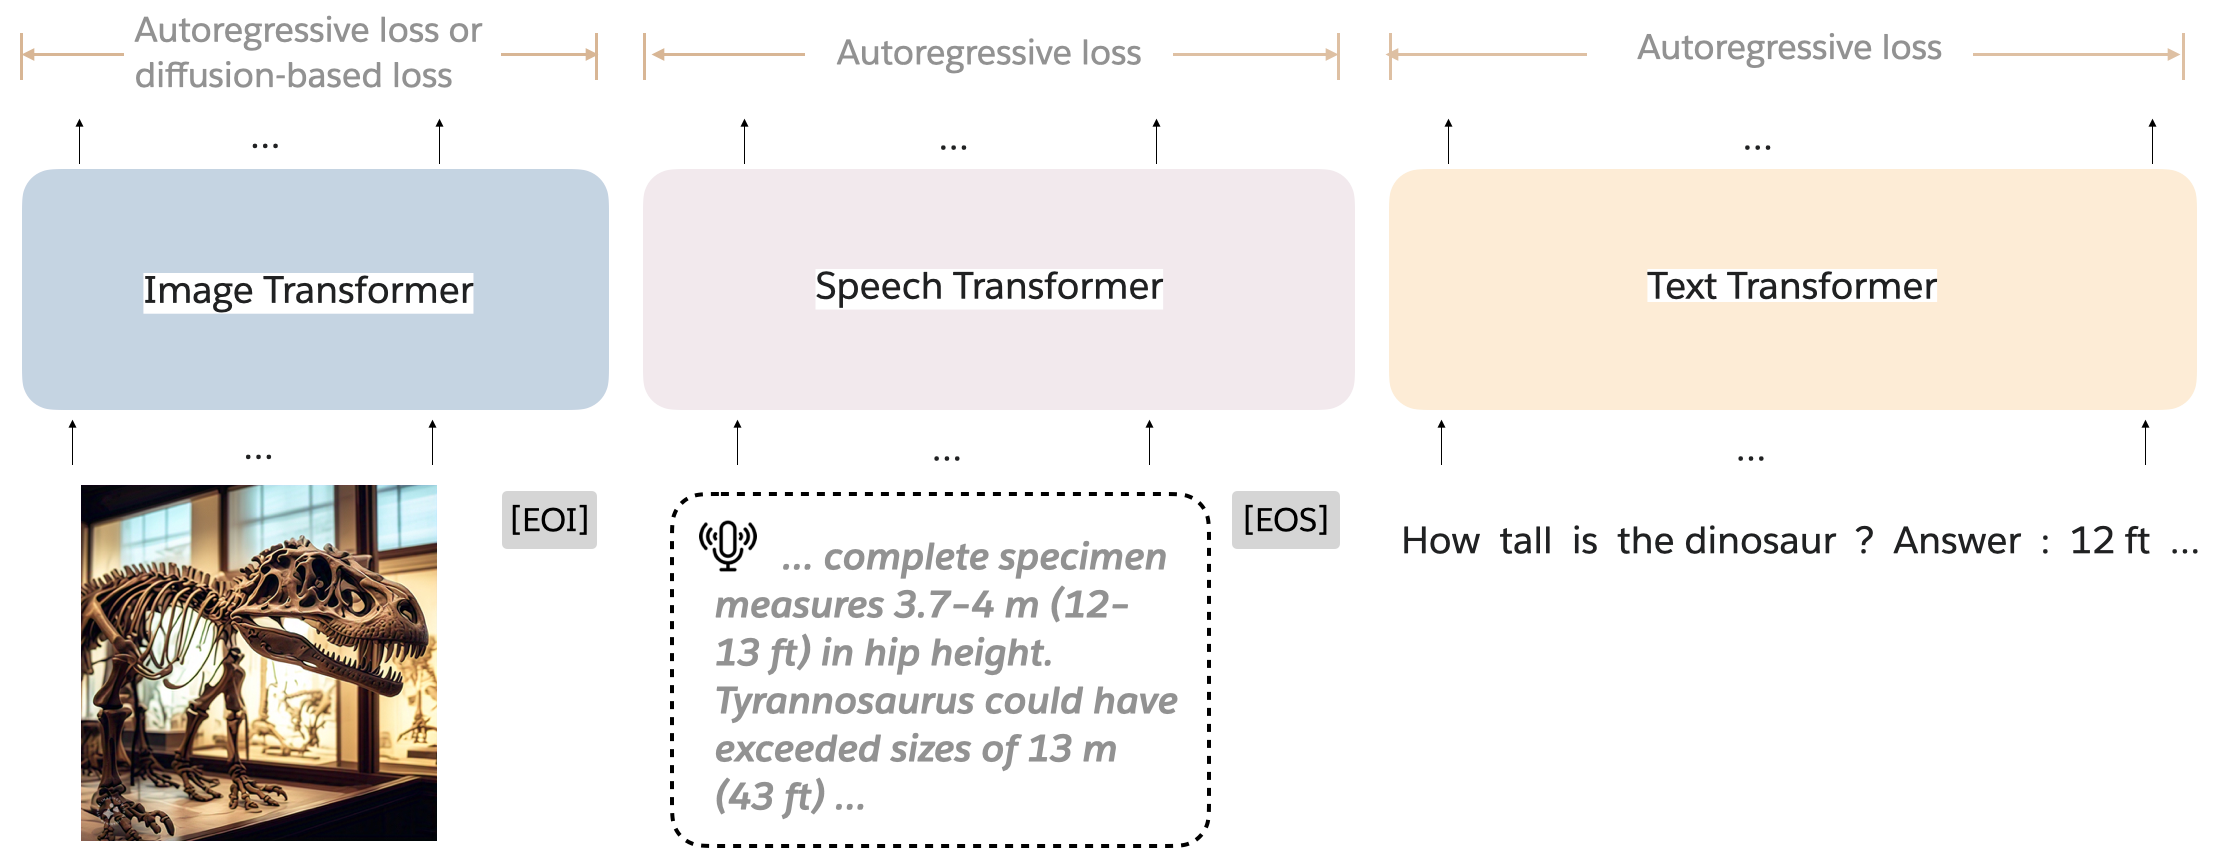 Autoregressive loss or
diffusion-based loss
Autoregressive loss
Autoregressive loss
...
...
...
Image Transformer
Speech Transformer
Text Transformer
...
...
...
[EOI]
... complete specimen
measures 3.7–4 m (12–
13 ft) in hip height.
Tyrannosaurus could have
exceeded sizes of 13 m
(43 ft) ...
[EOS]
How tall is the dinosaur ? Answer : 12 ft ...